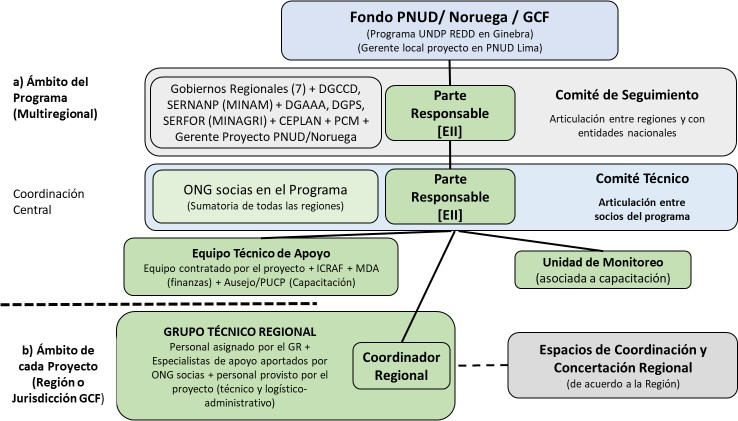 Fondo PNUD/ Noruega / GCF
(Programa UNDP REDD en Ginebra)
(Gerente local proyecto en PNUD Lima)
a) Ámbito del
Programa
(Multiregional)
Gobiernos Regionales (7) + DGCCD,
SERNANP (MINAM) + DGAAA, DGPS,
SERFOR (MINAGRI) + CEPLAN + PCM +
Gerente Proyecto PNUD/Noruega
Parte
Responsable
[EII]
Comité de Seguimiento
Articulación entre regiones y con
entidades nacionales
Coordinación
Central
ONG socias en el Programa
(Sumatoria de todas las regiones)
Parte
Responsable
[EII]
Comité Técnico
Articulación entre
socios del programa
Equipo Técnico de Apoyo
Equipo contratado por el proyecto + ICRAF + MDA
(finanzas) + Ausejo/PUCP (Capacitación)
Unidad de Monitoreo
(asociada a capacitación)
b) Ámbito de
cada Proyecto
(Región o
Jurisdicción GCF)
GRUPO TÉCNICO REGIONAL
Personal asignado por el GR +
Especialistas de apoyo aportados por
ONG socias + personal provisto por el
proyecto (técnico y logístico-
administrativo)
Coordinador
Regional
Espacios de Coordinación y
Concertación Regional
(de acuerdo a la Región)